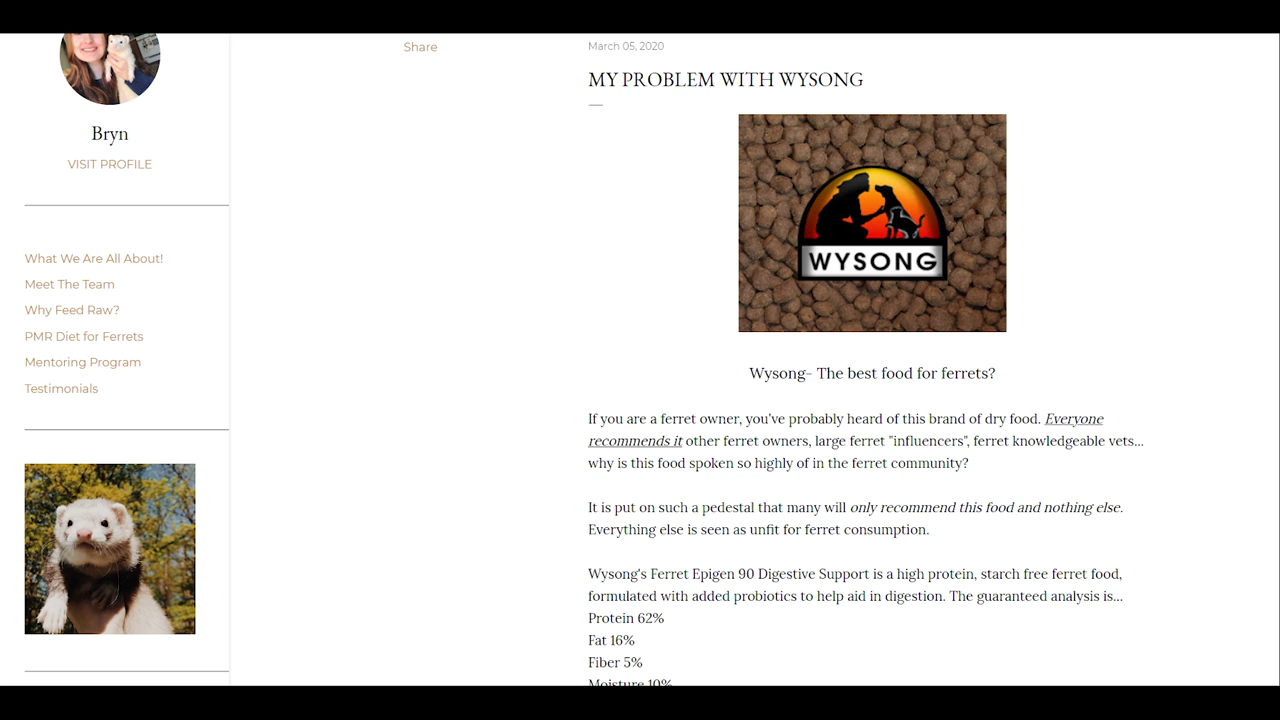 Share
Bryn
VISIT PROFILE
What We Are All About!
Meet The Team
Why Feed Raw?
PMR Diet for Ferrets
Mentoring Program
Testimonials
March 05, 2020
MY PROBLEM WITH WYSONG
WYSONG
Wysong- The best food for ferrets?
If you are a ferret owner, you've probably heard of this brand of dry food. Everyone
recommends it other ferret owners, large ferret "influencers", ferret knowledgeable vets...
why is this food spoken so highly of in the ferret community?
It is put on such a pedestal that many will only recommend this food and nothing else.
Everything else is seen as unfit for ferret consumption.
Wysong's Ferret Epigen 90 Digestive Support is a high protein, starch free ferret food,
formulated with added probiotics to help aid in digestion. The guaranteed analysis is...
Protein 62%
Fat 16%
Fiber 5%
Moisture 10%